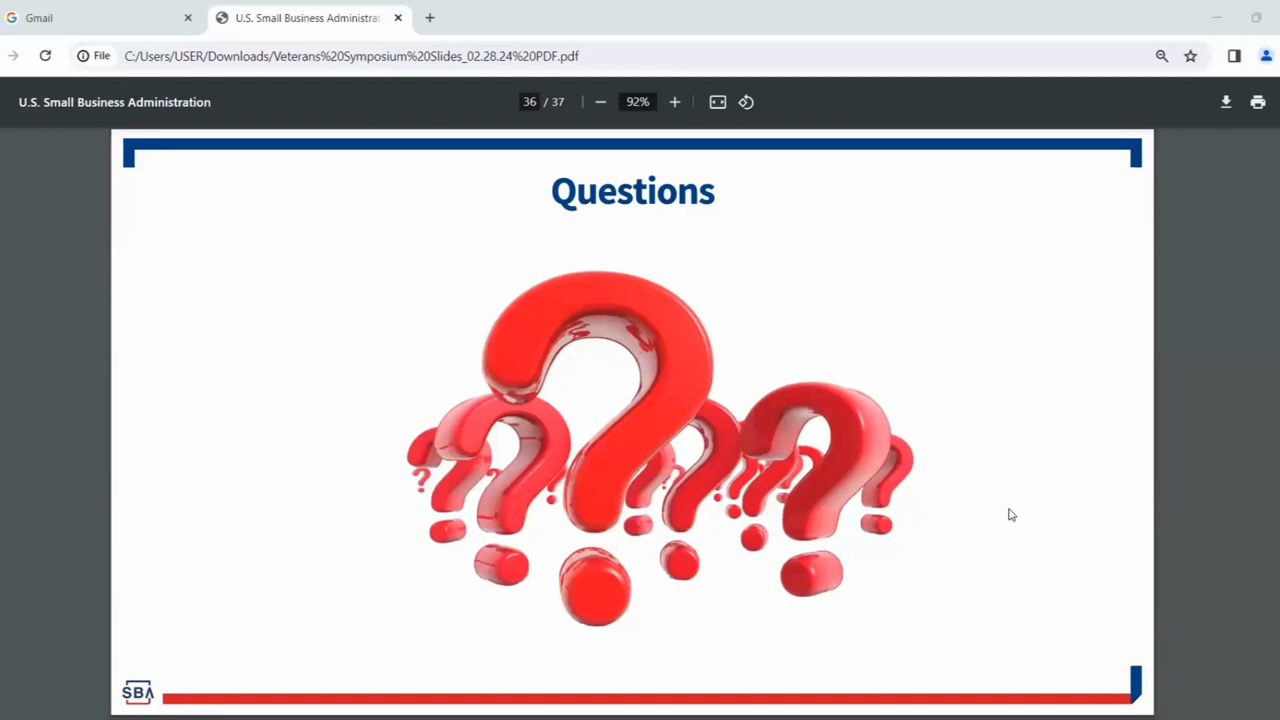 Gmail
U.S. Small Business Administrat
File
C:/Users/USER/Downloads/Veterans%20Symposium%20Slides_02.28.24%20PDF.pdf
U.S. Small Business Administration
36 / 37
92%
Questions
SBA